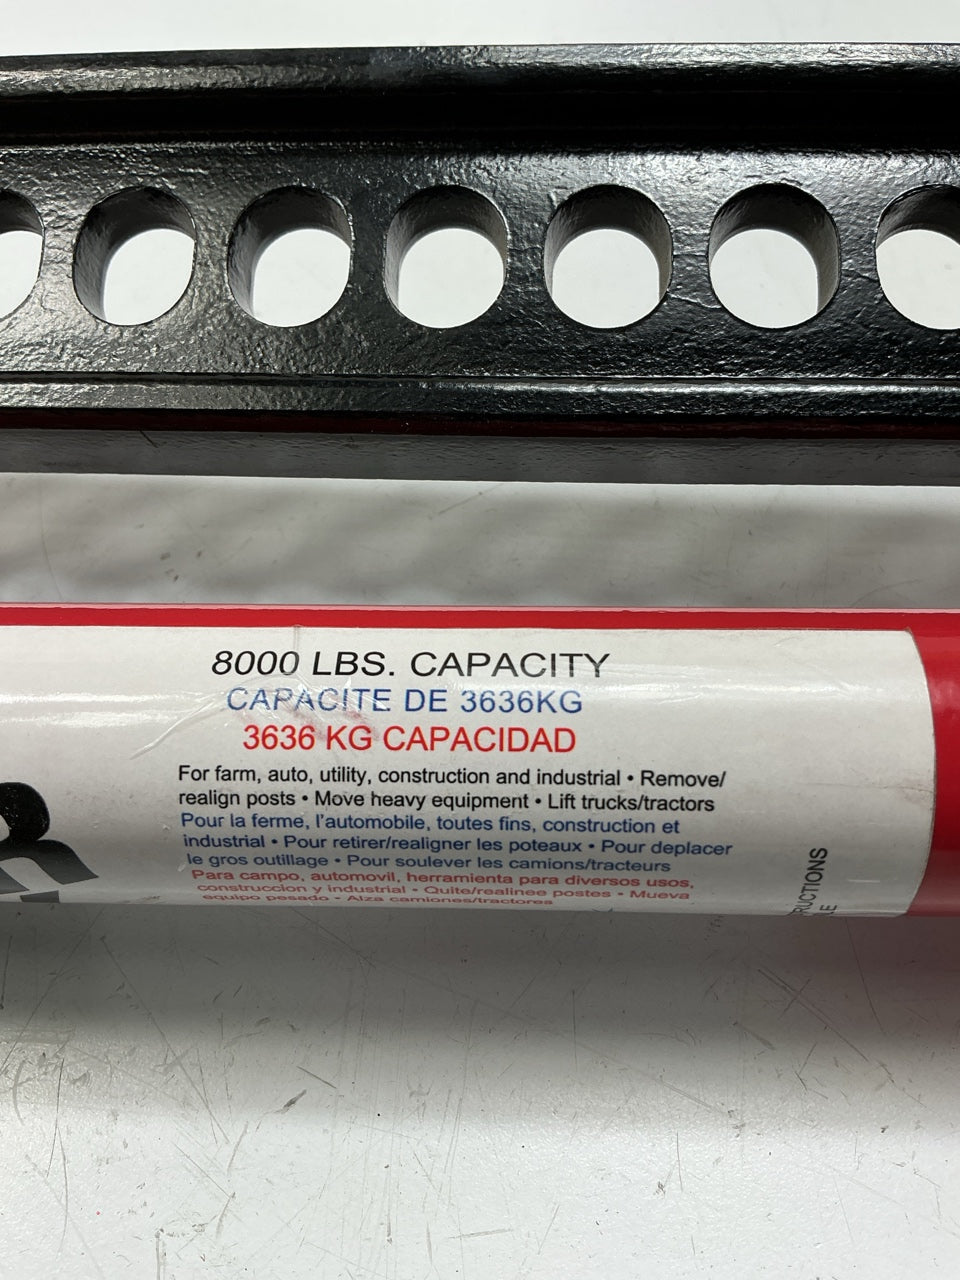 8000 LBS. CAPACITY
CAPACITE DE 3636KG
3636 KG CAPACIDAD
For farm, auto, utility, construction and industrial • Remove/
realign posts • Move heavy equipment • Lift trucks/tractors
Pour la ferme, l'automobile, toutes fins, construction et
industrial • Pour retirer/realigner les poteaux • Pour deplacer
le gros outillage • Pour soulever les camions/tracteurs
Para campo, automovil, herramienta para diversos usos,
construccion y industrial • Quite/realinee postes • Mueva
equipo pesado • Alza camiones/tractores
RUCTIONS